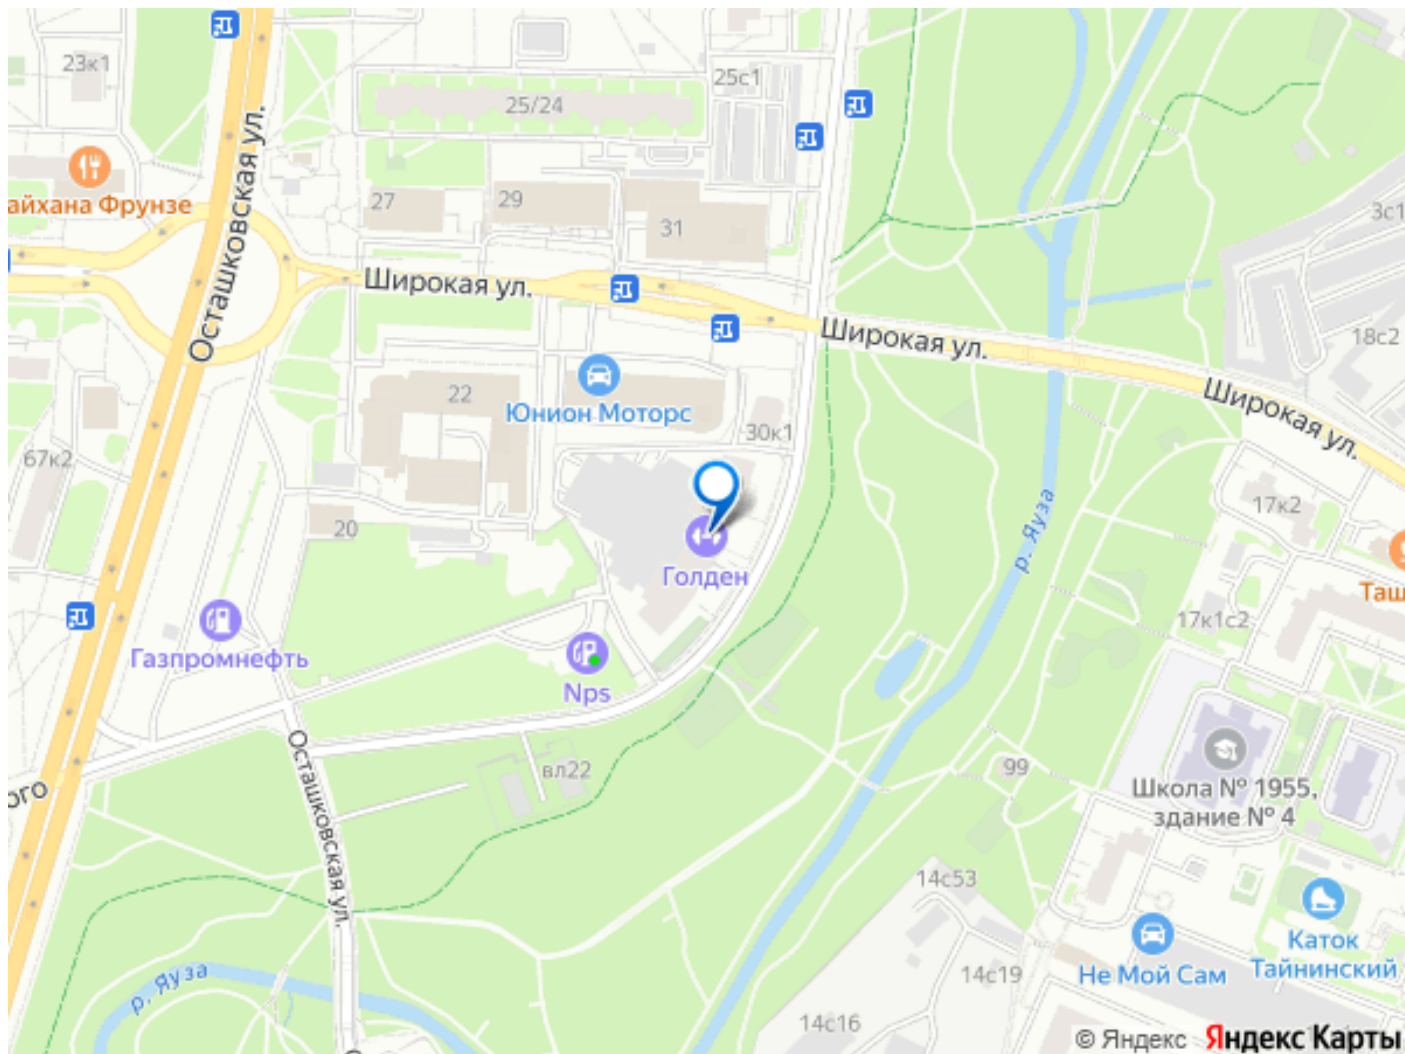 23к1
25с1
25/24
Осташковская ул.
айхана Фрунзе
27
29
31
3с1
Широкая ул.
Широкая ул.
18с2
Широкая ул.
22
Юнион Моторс
30к1
67к2
17к2
20
р. Яуза
Голден
Таш
17к1с2
Газпромнефть
Nps
Осташковская ул.
вл22
99
ого
Школа № 1955,
здание № 4
14с53
Каток
Тайнинский
р. Яуза
14с19
Не Мой Сам
14с16
© Яндекс Яндекс Карты